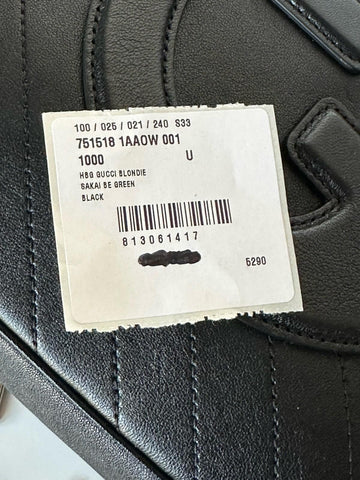 100 / 025 / 021 / 240 S33
751518 1AAOW 001
1000 U
HBG GUCCI BLONDIE
SAKAI BE GREEN
BLACK
813061417
5290